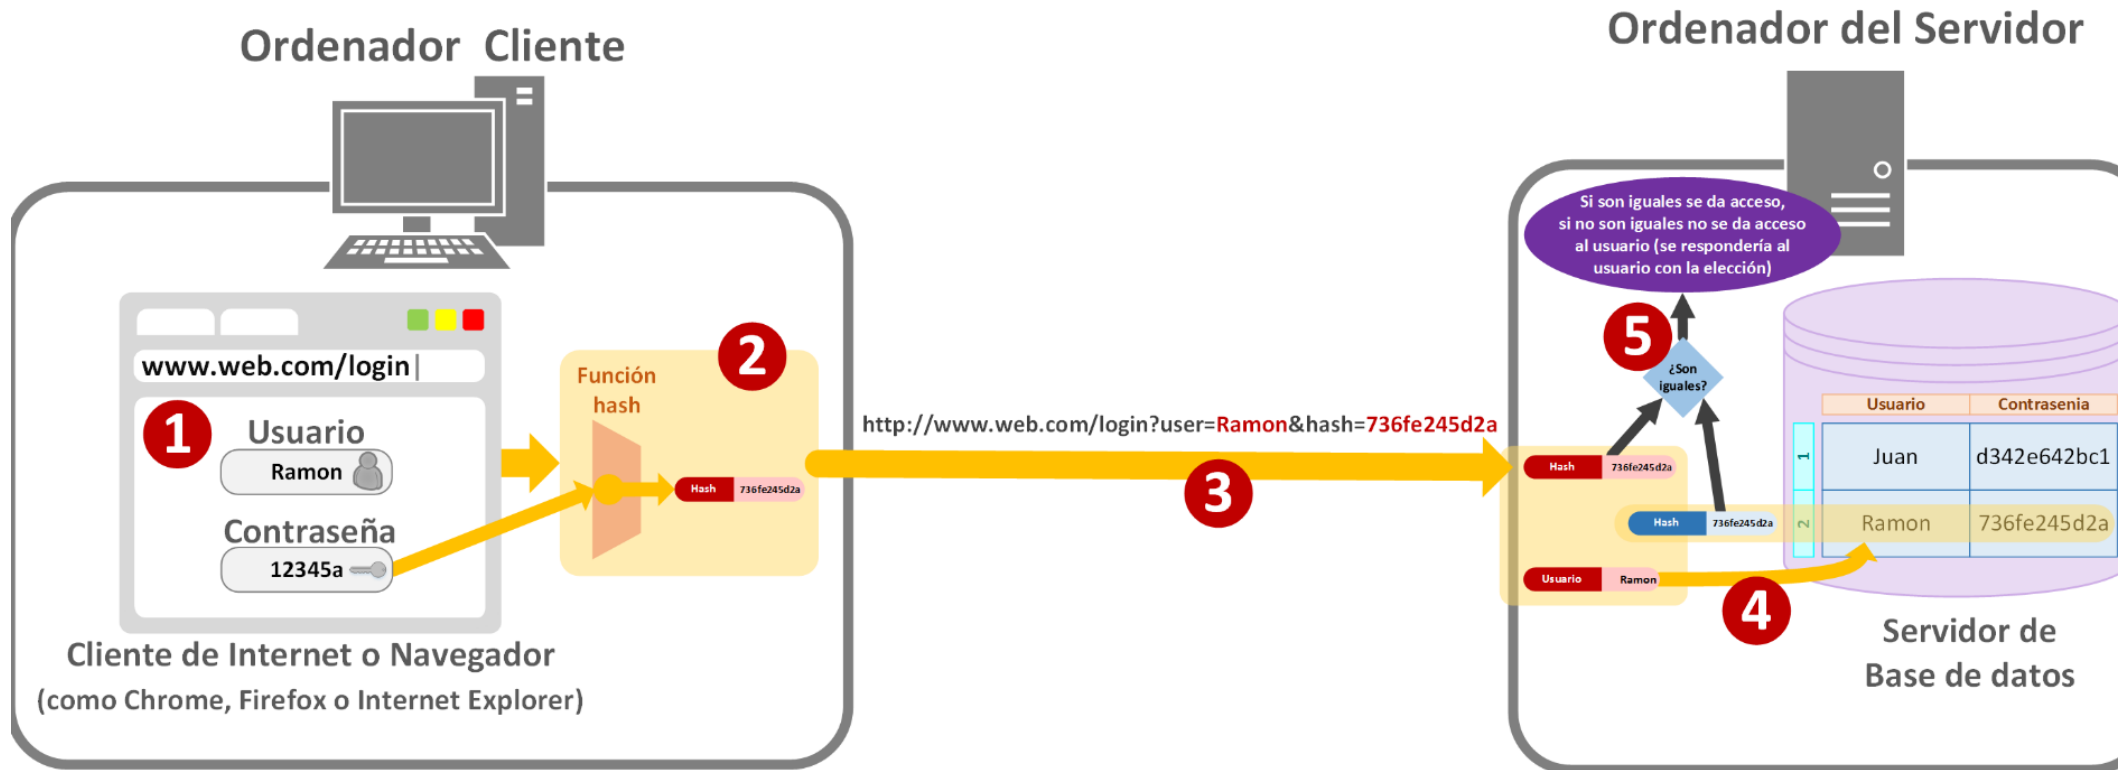 Ordenador Cliente
Ordenador del Servidor
www.web.com/login|
1
Usuario
Ramon
Contraseña
12345a
Cliente de Internet o Navegador
(como Chrome, Firefox o Internet Explorer)
2
Función
hash
Hash 736fe245d2a
http://www.web.com/login?user=Ramon&hash=736fe245d2a
3
Si son iguales se da acceso,
si no son iguales no se da acceso
al usuario (se respondería al
usuario con la elección)
5
¿Son
iguales?
Hash 736fe245d2a
Hash 736fe245d2a
Usuario Ramon
4
Usuario Contrasenia
1 Juan d342e642bc1
2 Ramon 736fe245d2a
Servidor de
Base de datos